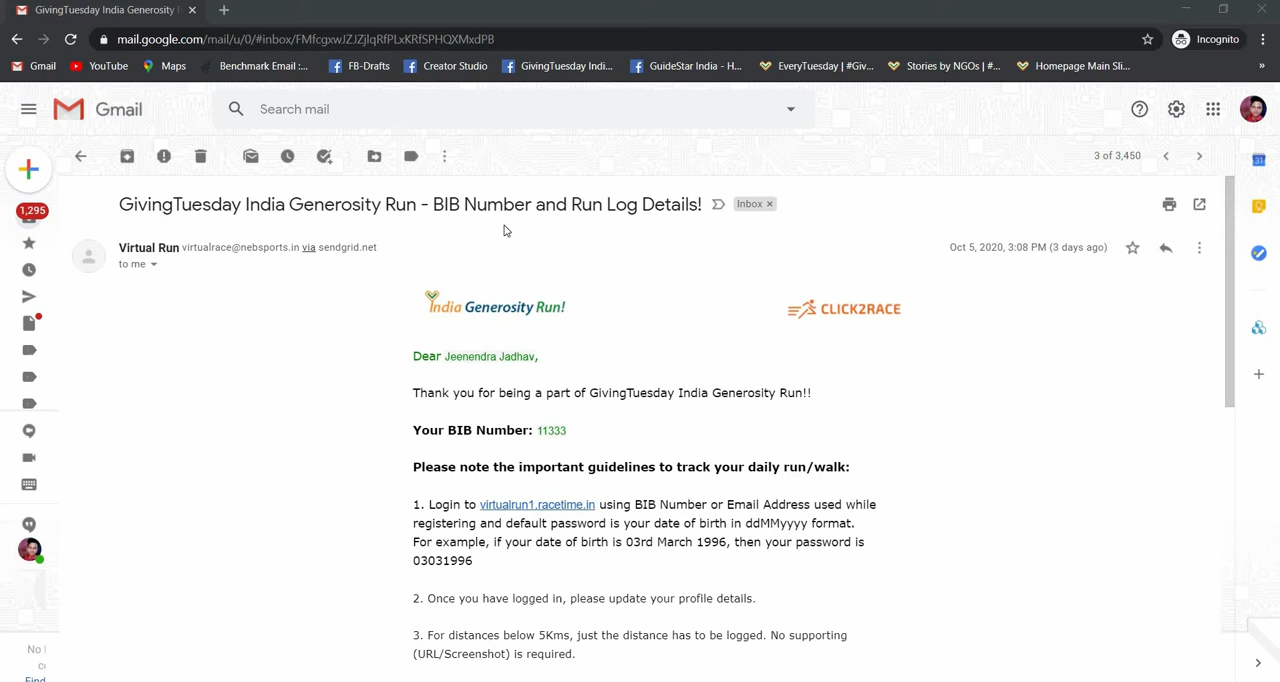 GivingTuesday India Generosity
mail.google.com/mail/u/0/#inbox/FMfcgxwJZJZjlqRfPLxKRfSPHQXMxdPB
Incognito
Gmail YouTube Maps Benchmark Email :... FB-Drafts Creator Studio GivingTuesday Indi... GuideStar India - H... EveryTuesday | #Giv... Stories by NGOs | #... Homepage Main Sli... »
Gmail
Search mail
3 of 3,450
1,295
GivingTuesday India Generosity Run - BIB Number and Run Log Details! Inbox x
Virtual Run virtualrace@nebsports.in via sendgrid.net
Oct 5, 2020, 3:08 PM (3 days ago)
to me
India Generosity Run!
CLICK2RACE
Dear Jeenendra Jadhav,
Thank you for being a part of GivingTuesday India Generosity Run!!
Your BIB Number: 11333
Please note the important guidelines to track your daily run/walk:
1. Login to virtualrun1.racetime.in using BIB Number or Email Address used while
registering and default password is your date of birth in ddMMyyyy format.
For example, if your date of birth is 03rd March 1996, then your password is
03031996
2. Once you have logged in, please update your profile details.
3. For distances below 5Kms, just the distance has to be logged. No supporting
(URL/Screenshot) is required.
31
No
Find